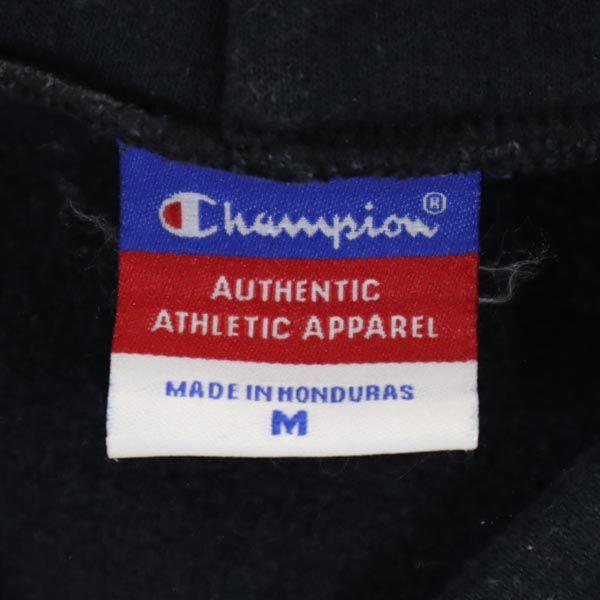 Champion®
AUTHENTIC
ATHLETIC APPAREL
MADE IN HONDURAS
M